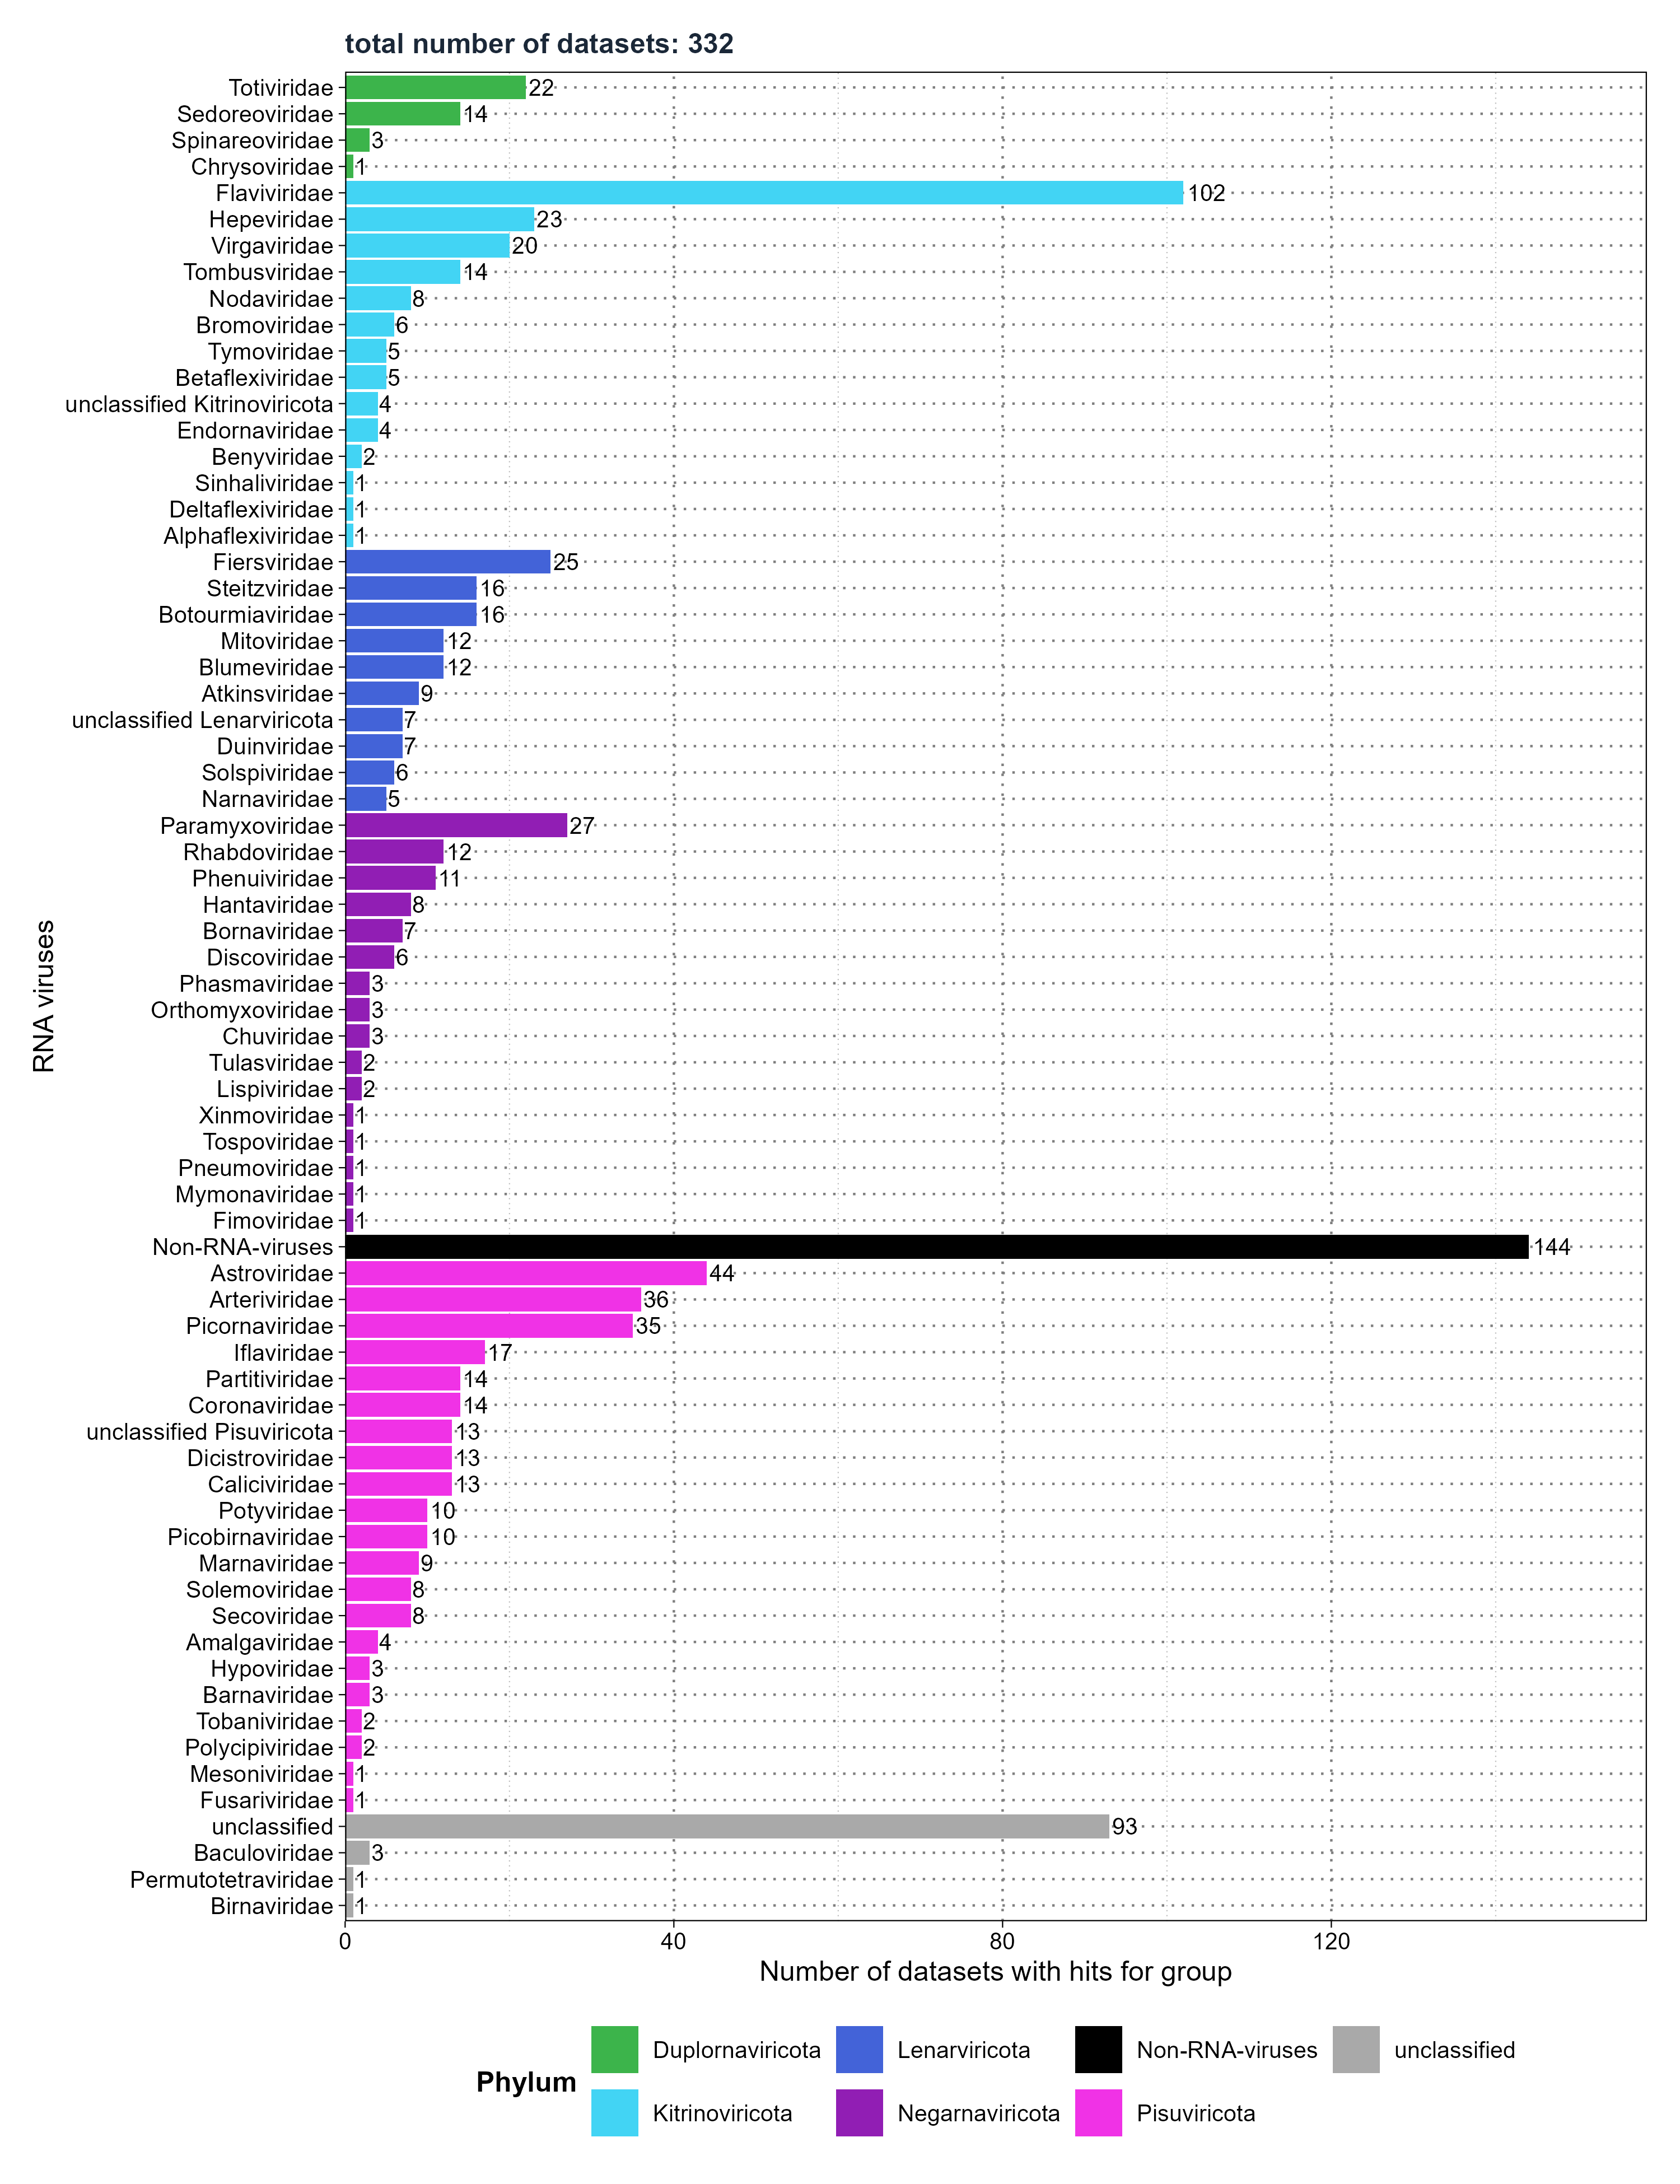 total number of datasets: 332
Totiviridae 22
Sedoreoviridae 14
Spinareoviridae 3
Chrysoviridae 1
Flaviviridae 102
Hepeviridae 23
Virgaviridae 20
Tombusviridae 14
Nodaviridae 8
Bromoviridae 6
Tymoviridae 5
Betaflexiviridae 5
unclassified Kitrinoviricota 4
Endornaviridae 4
Benyviridae 2
Sinhaliviridae 1
Deltaflexiviridae 1
Alphaflexiviridae 1
Fiersviridae 25
Steitzviridae 16
Botourmiaviridae 16
Mitoviridae 12
Blumeviridae 12
Atkinsviridae 9
unclassified Lenarviricota 7
Duinviridae 7
Solspiviridae 6
Narnaviridae 5
Paramyxoviridae 27
Rhabdoviridae 12
Phenuiviridae 11
Hantaviridae 8
Bornaviridae 7
Discoviridae 6
Phasmaviridae 3
Orthomyxoviridae 3
Chuviridae 3
Tulasviridae 2
Lispiviridae 2
Xinmoviridae 1
Tospoviridae 1
Pneumoviridae 1
Mymonaviridae 1
Fimoviridae 1
Non-RNA-viruses 144
Astroviridae 44
Arteriviridae 36
Picornaviridae 35
Iflaviridae 17
Partitiviridae 14
Coronaviridae 14
unclassified Pisuviricota 13
Dicistroviridae 13
Caliciviridae 13
Potyviridae 10
Picobirnaviridae 10
Marnaviridae 9
Solemoviridae 8
Secoviridae 8
Amalgaviridae 4
Hypoviridae 3
Barnaviridae 3
Tobaniviridae 2
Polycipiviridae 2
Mesoniviridae 1
Fusariviridae 1
unclassified 93
Baculoviridae 3
Permutotetraviridae 1
Birnaviridae 1
RNA viruses
0 40 80 120
Number of datasets with hits for group
Phylum
Duplornaviricota Lenarviricota Non-RNA-viruses unclassified
Kitrinoviricota Negarnaviricota Pisuviricota